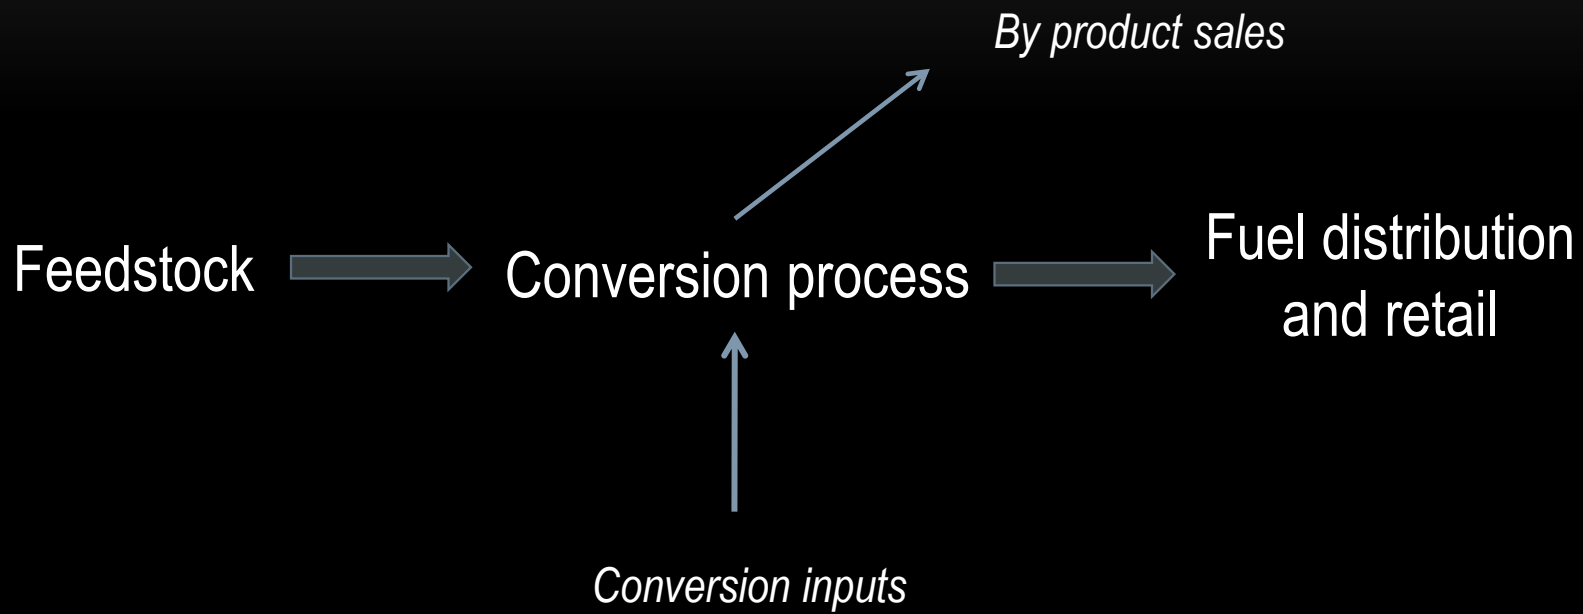 By product sales
Feedstock
Conversion process
Fuel distribution
and retail
Conversion inputs